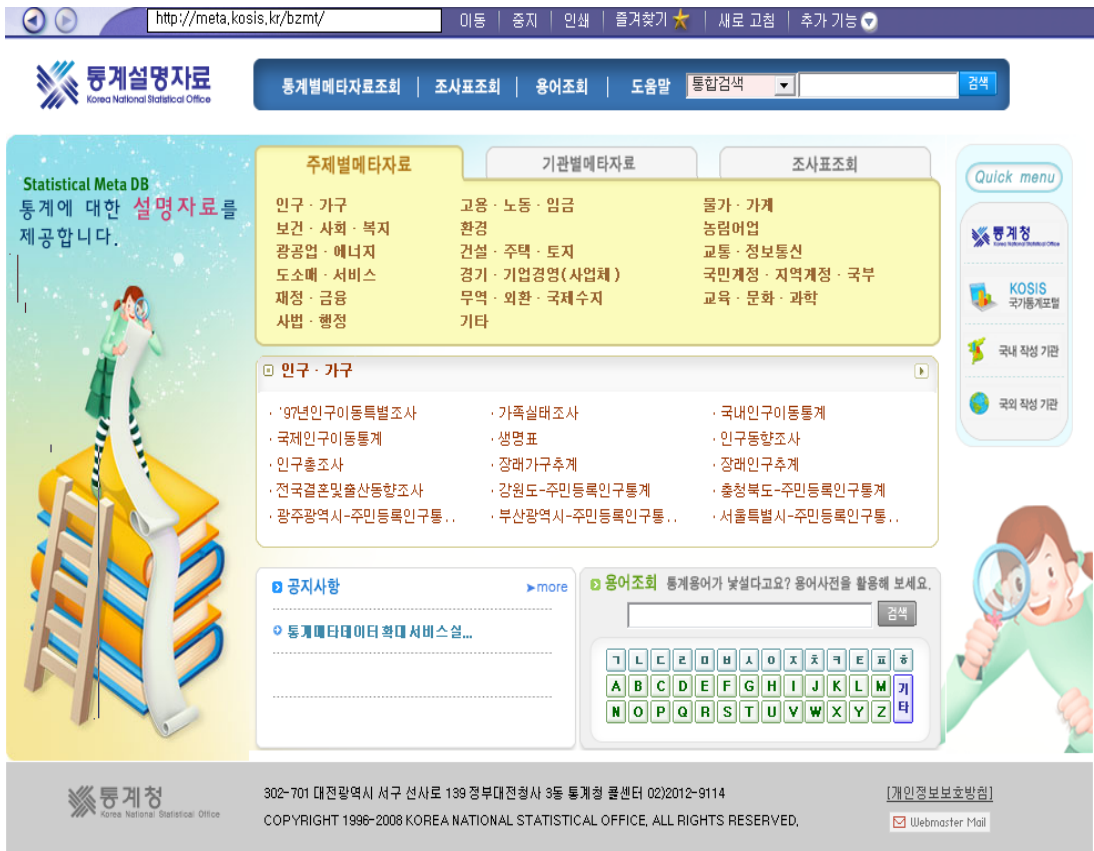 http://meta.kosis.kr/bzmt/ 이동 중지 인쇄 즐겨찾기 새로 고침 추가 기능
통계설명자료
Korea National Statistical Office
통계별메타자료조회 조사표조회 용어조회 도움말 통합검색 검색
주제별메타자료 기관별메타자료 조사표조회
Statistical Meta DB
통계에 대한 설명자료를
제공합니다.
인구 · 가구 고용 · 노동 · 임금 물가 · 가계
보건 · 사회 · 복지 환경 농림어업
광공업 · 에너지 건설 · 주택 · 토지 교통 · 정보통신
도소매 · 서비스 경기 · 기업경영(사업체) 국민계정 · 지역계정 · 국부
재정 · 금융 무역 · 외환 · 국제수지 교육 · 문화 · 과학
사법 · 행정 기타
Quick menu
통계청
Korea National Statistical Office
KOSIS
국가통계포털
국내 작성 기관
국외 작성 기관
인구 · 가구
· '97년인구이동특별조사 · 가족실태조사 · 국내인구이동통계
· 국제인구이동통계 · 생명표 · 인구동향조사
· 인구총조사 · 장래가구추계 · 장래인구추계
· 전국결혼및출산동향조사 · 강원도-주민등록인구통계 · 충청북도-주민등록인구통계
· 광주광역시-주민등록인구통.. · 부산광역시-주민등록인구통.. · 서울특별시-주민등록인구통..
공지사항 ➤more
통계메타데이터 확대 서비스 실...
용어조회 통계용어가 낯설다고요? 용어사전을 활용해 보세요.
검색
ㄱ ㄴ ㄷ ㄹ ㅁ ㅂ ㅅ ㅇ ㅈ ㅊ ㅋ ㅌ ㅍ ㅎ
A B C D E F G H I J K L M 기타
N O P Q R S T U V W X Y Z
통계청
Korea National Statistical Office
302-701 대전광역시 서구 선사로 139 정부대전청사 3동 통계청 콜센터 02)2012-9114
COPYRIGHT 1996-2008 KOREA NATIONAL STATISTICAL OFFICE, ALL RIGHTS RESERVED.
[개인정보보호방침]
Webmaster Mail